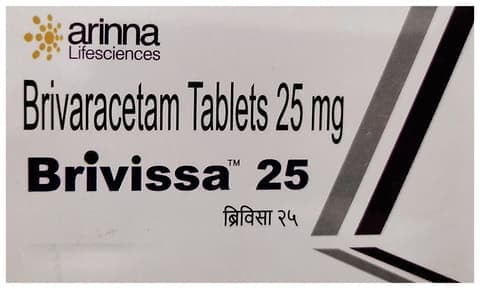 arinna
Lifesciences
Brivaracetam Tablets 25 mg
Brivissa™ 25
ब्रिविसा २५